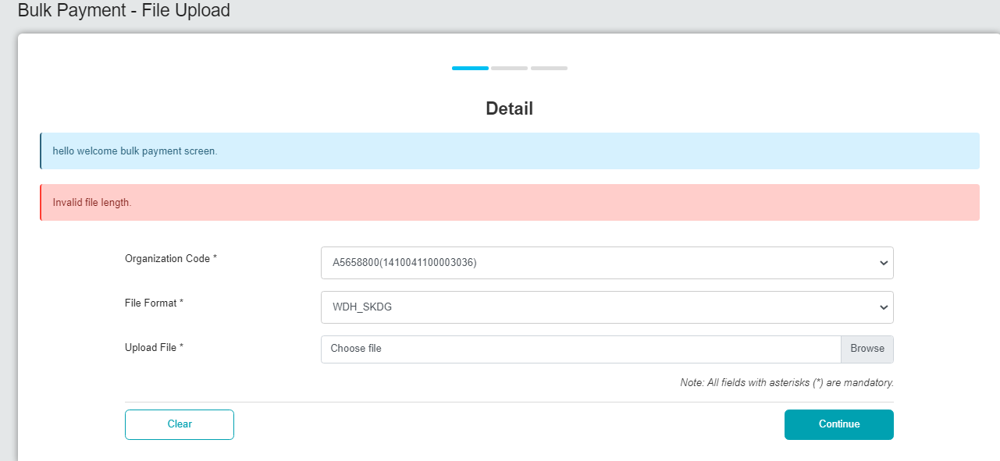 Bulk Payment - File Upload
Detail
hello welcome bulk payment screen.
Invalid file length.
Organization Code *
A5658800(1410041100003036)
File Format *
WDH_SKDG
Upload File *
Choose file
Browse
Note: All fields with asterisks (*) are mandatory.
Clear
Continue